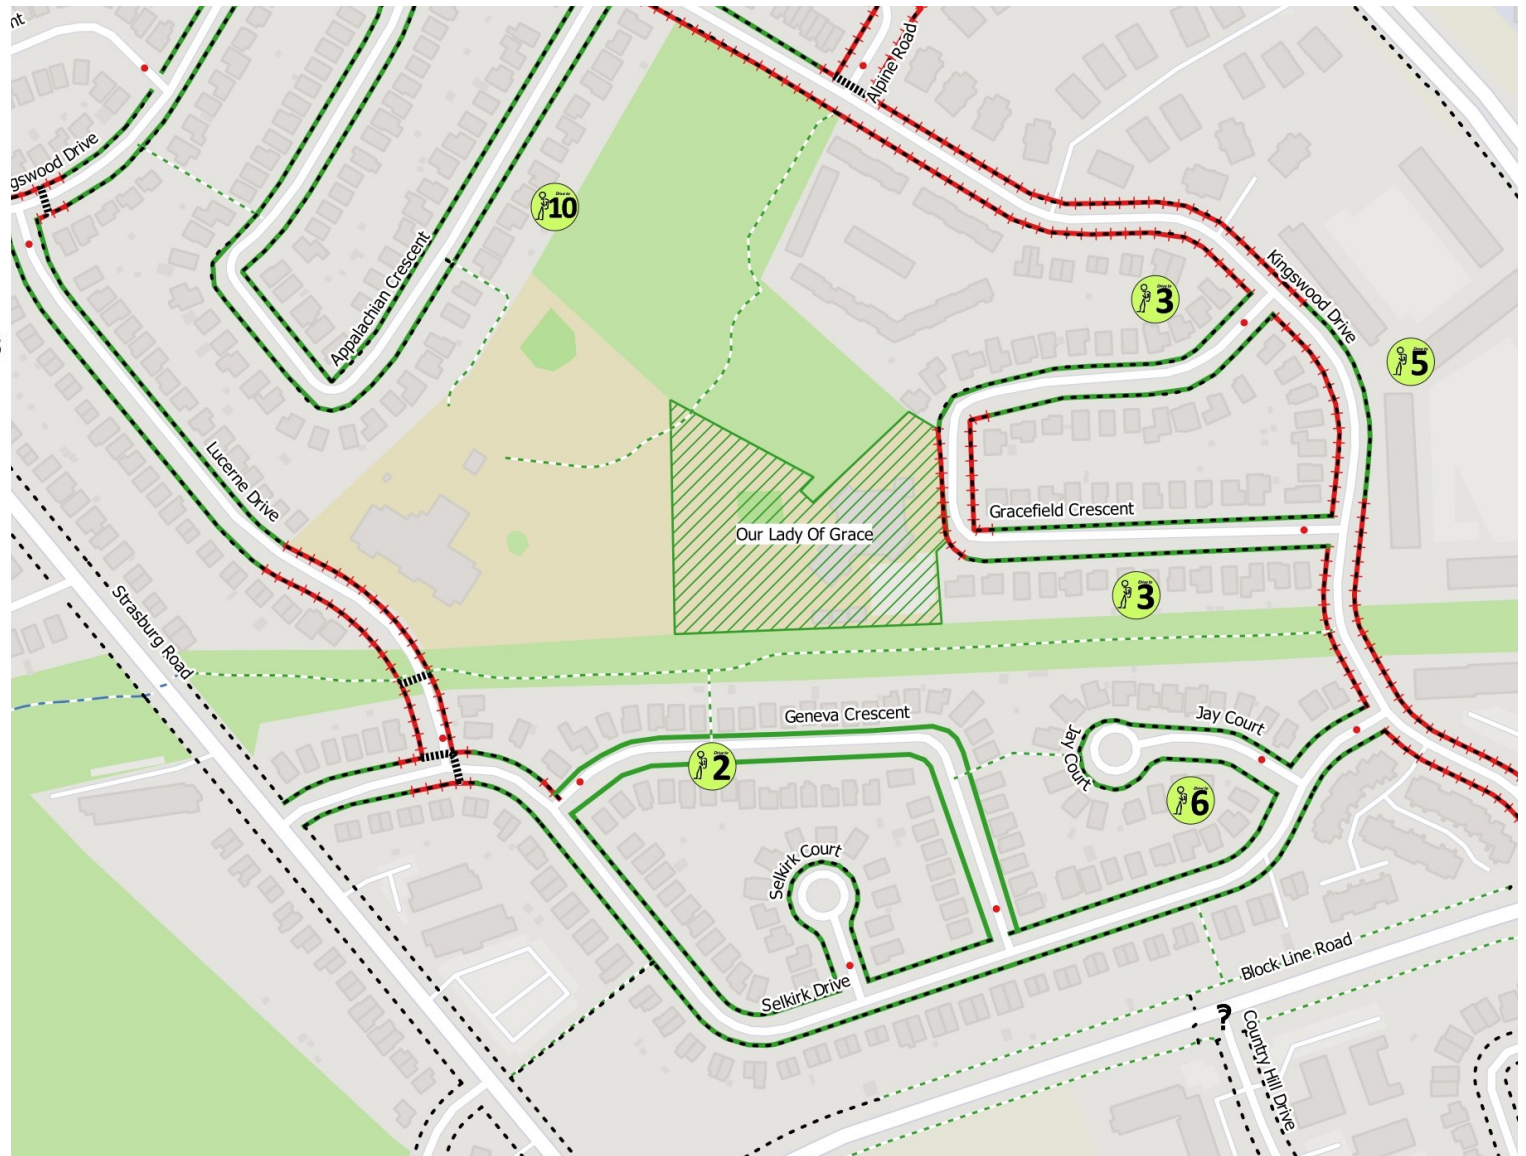 nt
Alpine Road
gswood Drive
10
Appalachian Crescent
Kingswood Drive
3
5
Lucerne Drive
Gracefield Crescent
Our Lady Of Grace
3
Strasburg Road
Geneva Crescent
Jay Court
Jay Court
2
6
Selkirk Court
Selkirk Drive
Block Line Road
?
Country Hill Drive